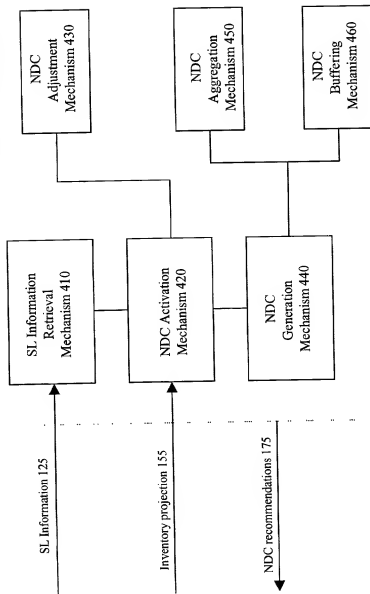 SL Information 125
Inventory projection 155
NDC recommendations 175
SL Information
Retrieval
Mechanism 410
NDC Activation
Mechanism 420
NDC
Generation
Mechanism 440
NDC
Adjustment
Mechanism 430
NDC
Aggregation
Mechanism 450
NDC
Buffering
Mechanism 460